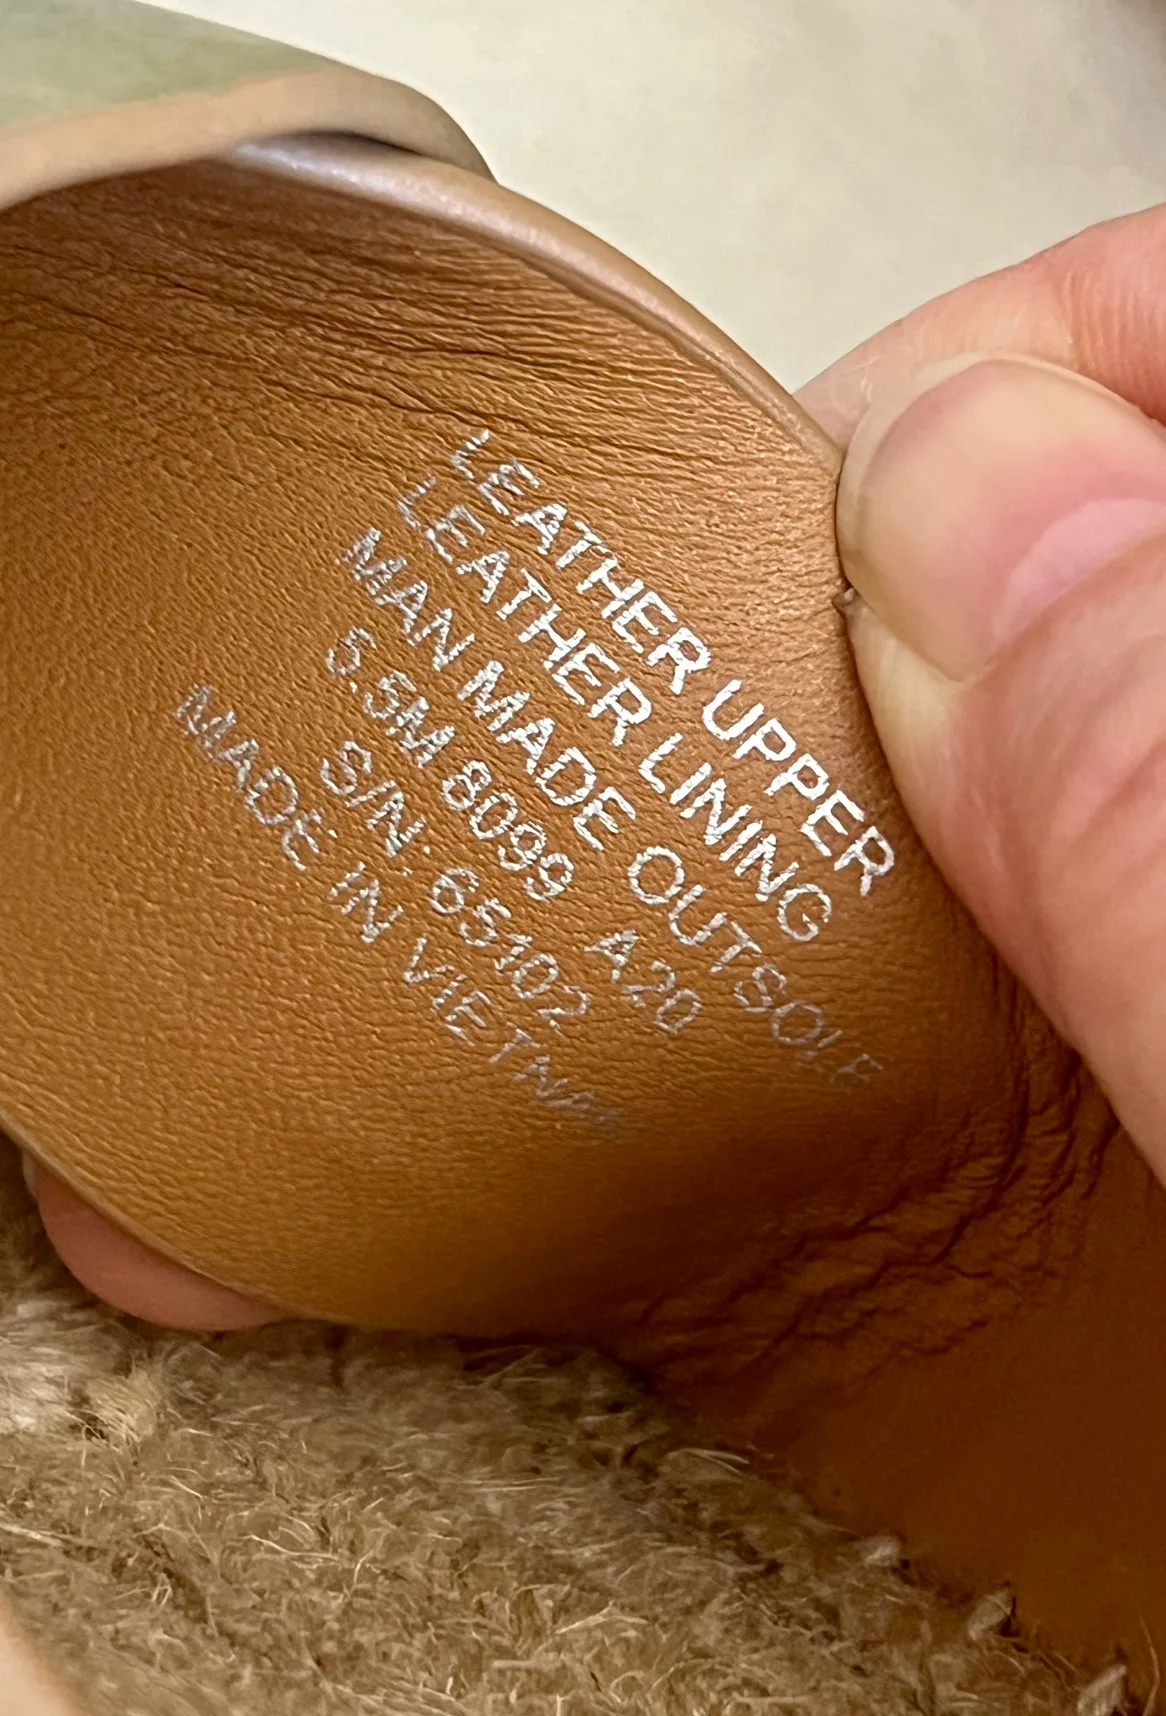 LEATHER UPPER
LEATHER LINING
MAN MADE OUTSOLE
6.5M 8099 A20
S/N: 65102
MADE IN VIETNAM